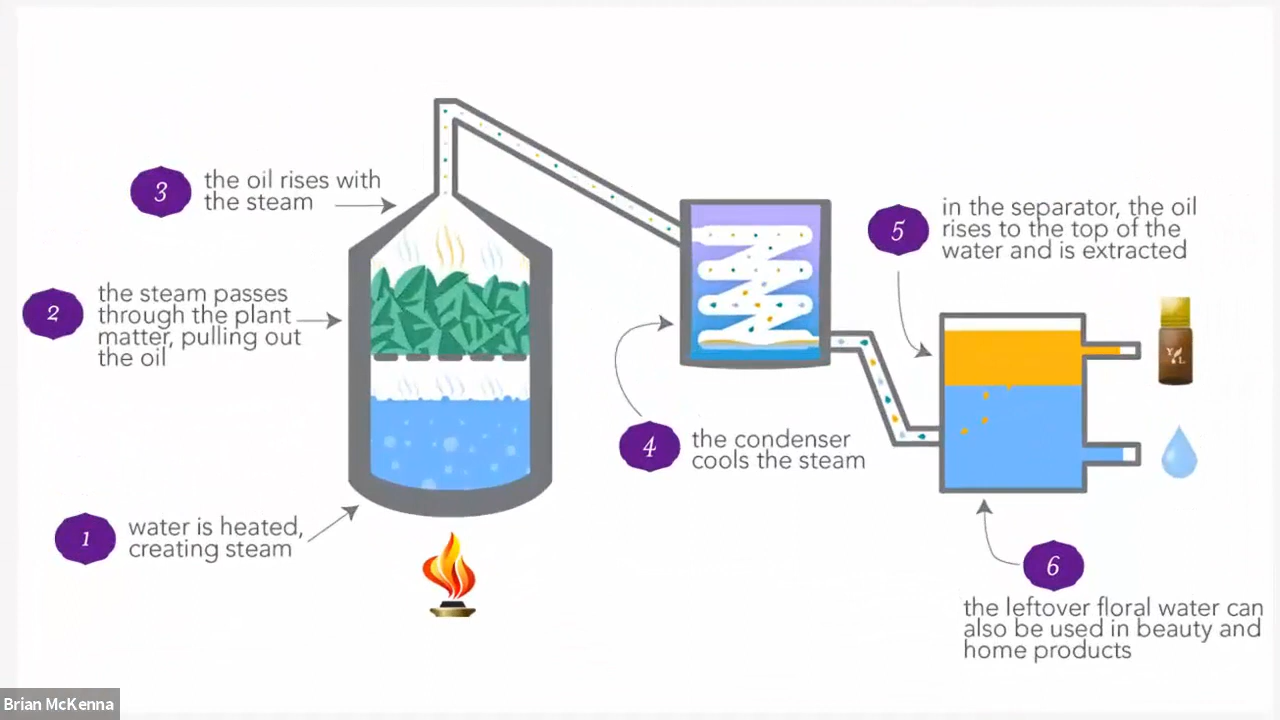 3
the oil rises with
the steam
2
the steam passes
through the plant
matter, pulling out
the oil
1
water is heated,
creating steam
4
the condenser
cools the steam
5
in the separator, the oil
rises to the top of the
water and is extracted
Y L
6
the leftover floral water can
also be used in beauty and
home products
Brian McKenna